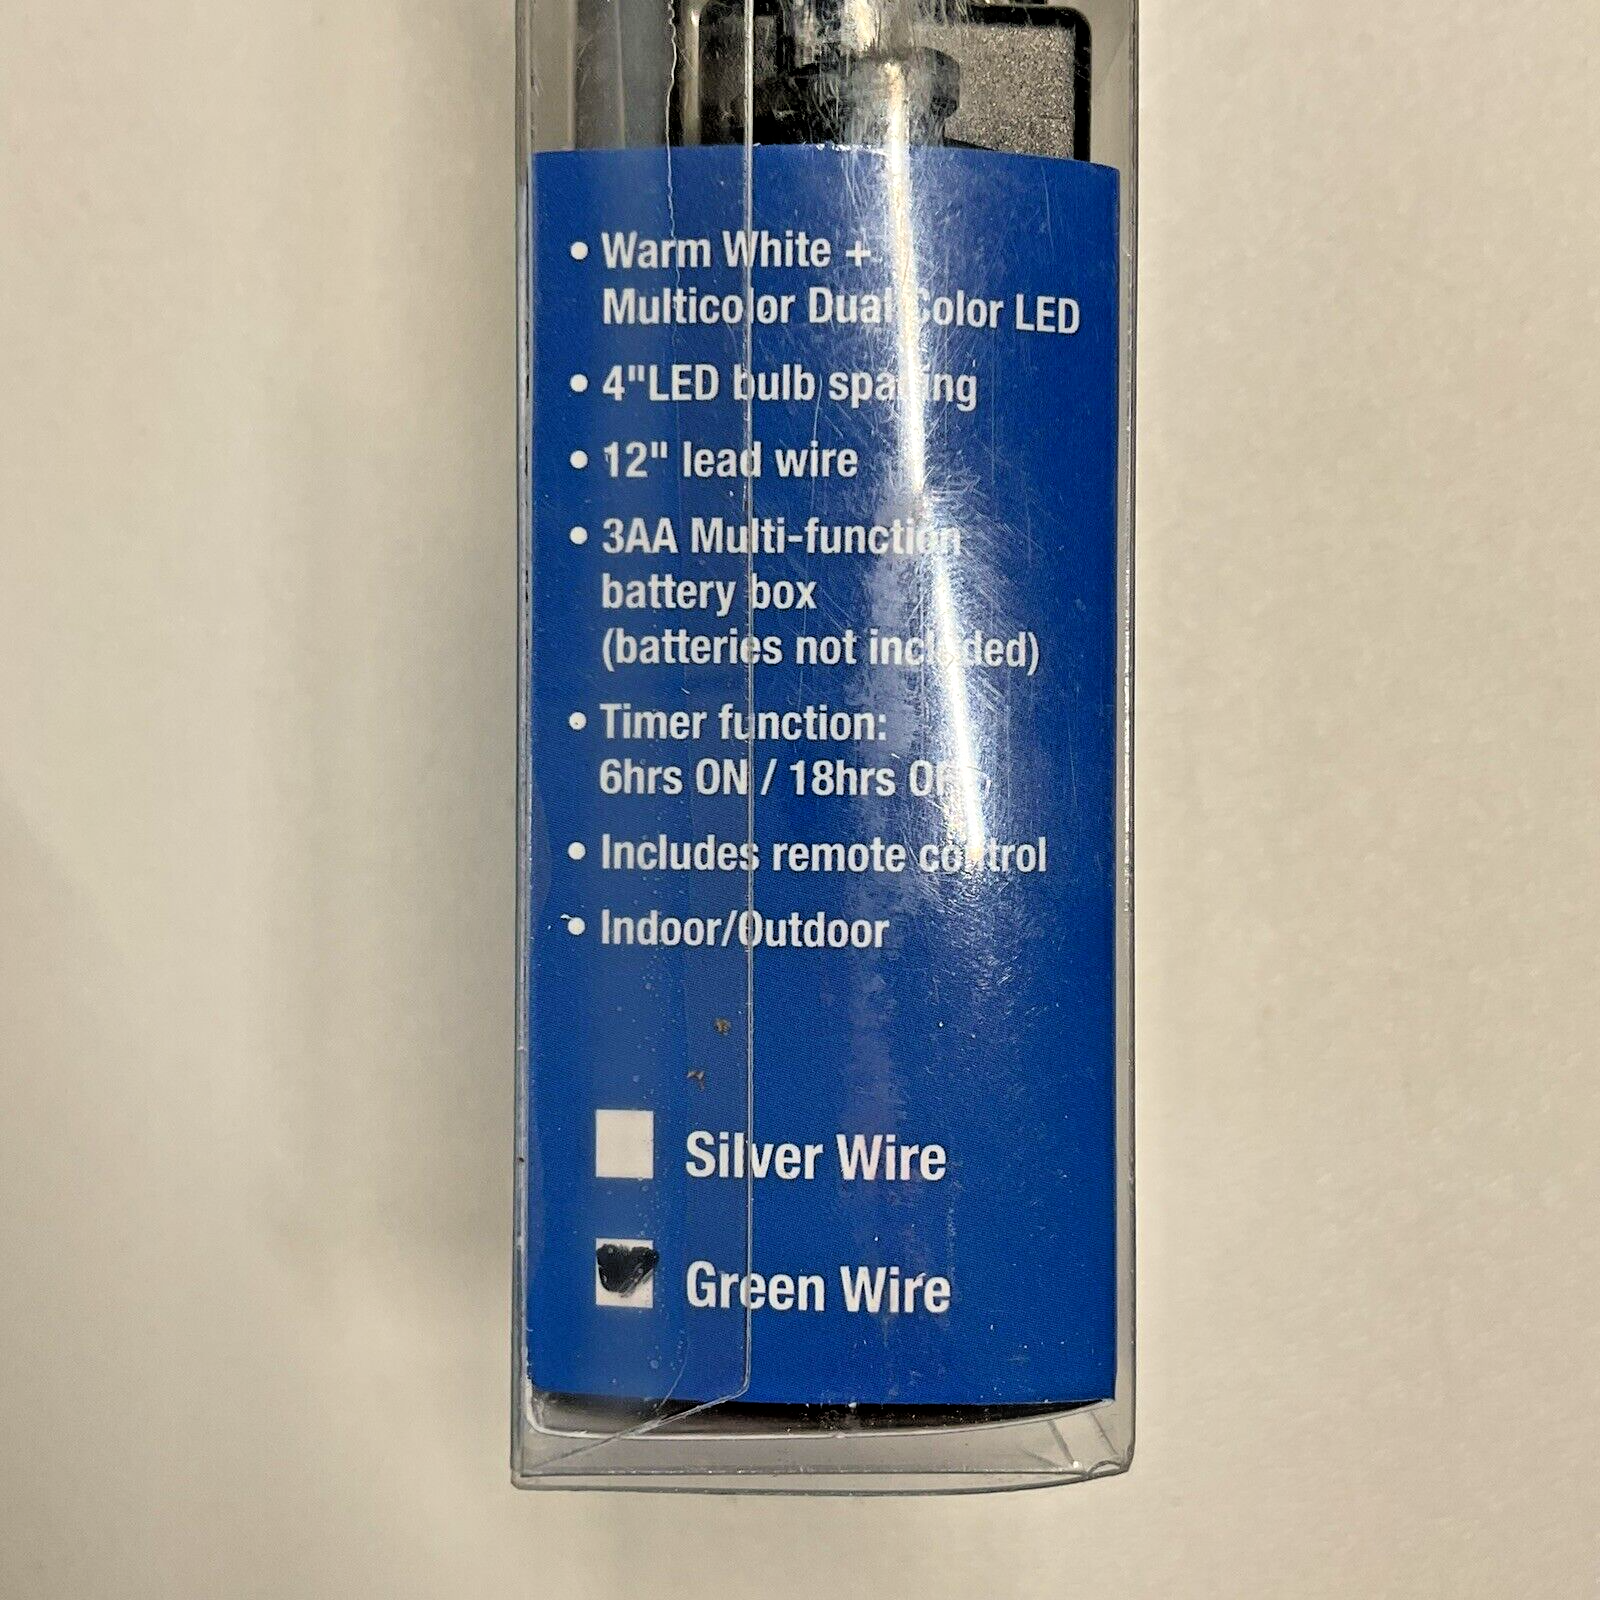 • Warm White +
Multicolor Dual Color LED
• 4"LED bulb spacing
• 12" lead wire
• 3AA Multi-function
battery box
(batteries not included)
• Timer function:
6hrs ON / 18hrs OFF
• Includes remote control
• Indoor/Outdoor
Silver Wire
Green Wire